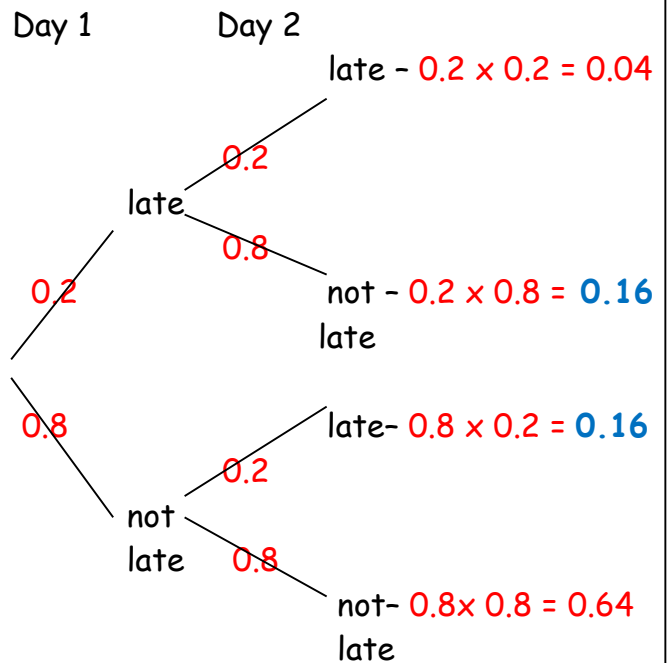 Day 1 Day 2
late – 0.2 x 0.2 = 0.04
0.2
late
0.8
0.2
not – 0.2 x 0.8 = 0.16
late
0.8
late– 0.8 x 0.2 = 0.16
0.2
not
late
0.8
not– 0.8x 0.8 = 0.64
late